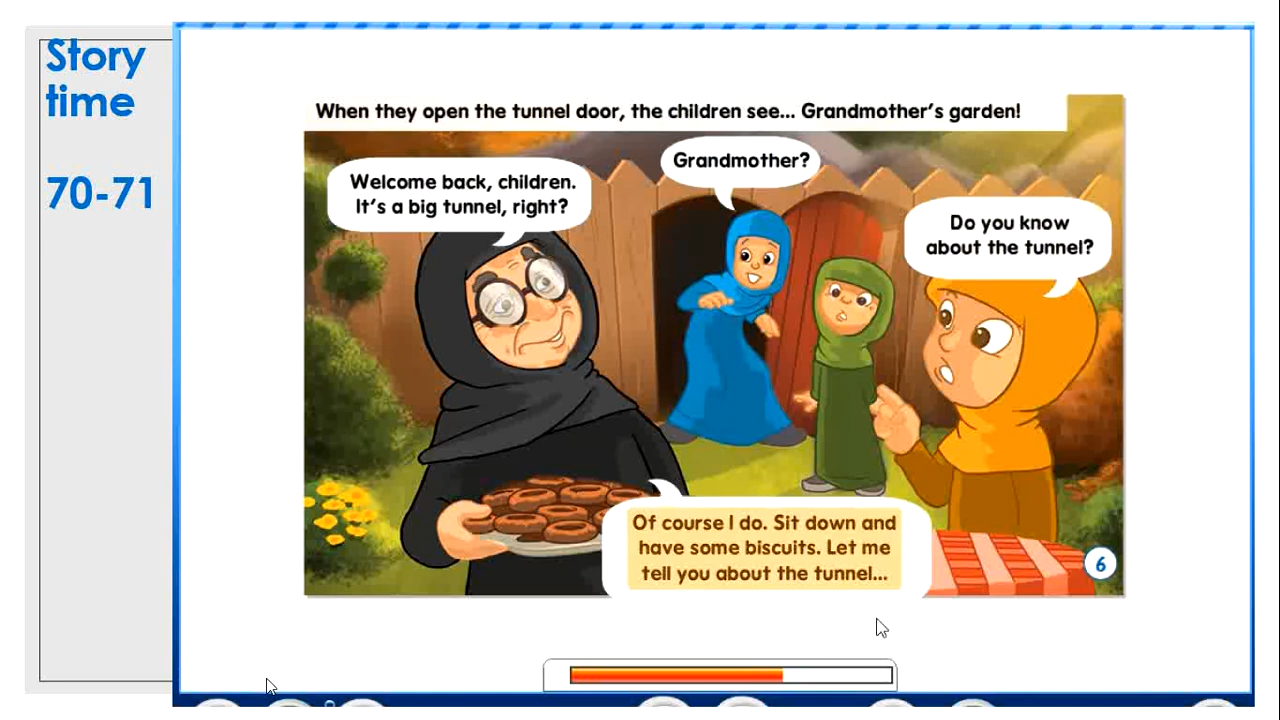 Story
time
70-71
When they open the tunnel door, the children see... Grandmother's garden!
Welcome back, children.
It's a big tunnel, right?
Grandmother?
Do you know
about the tunnel?
Of course I do. Sit down and
have some biscuits. Let me
tell you about the tunnel...
6